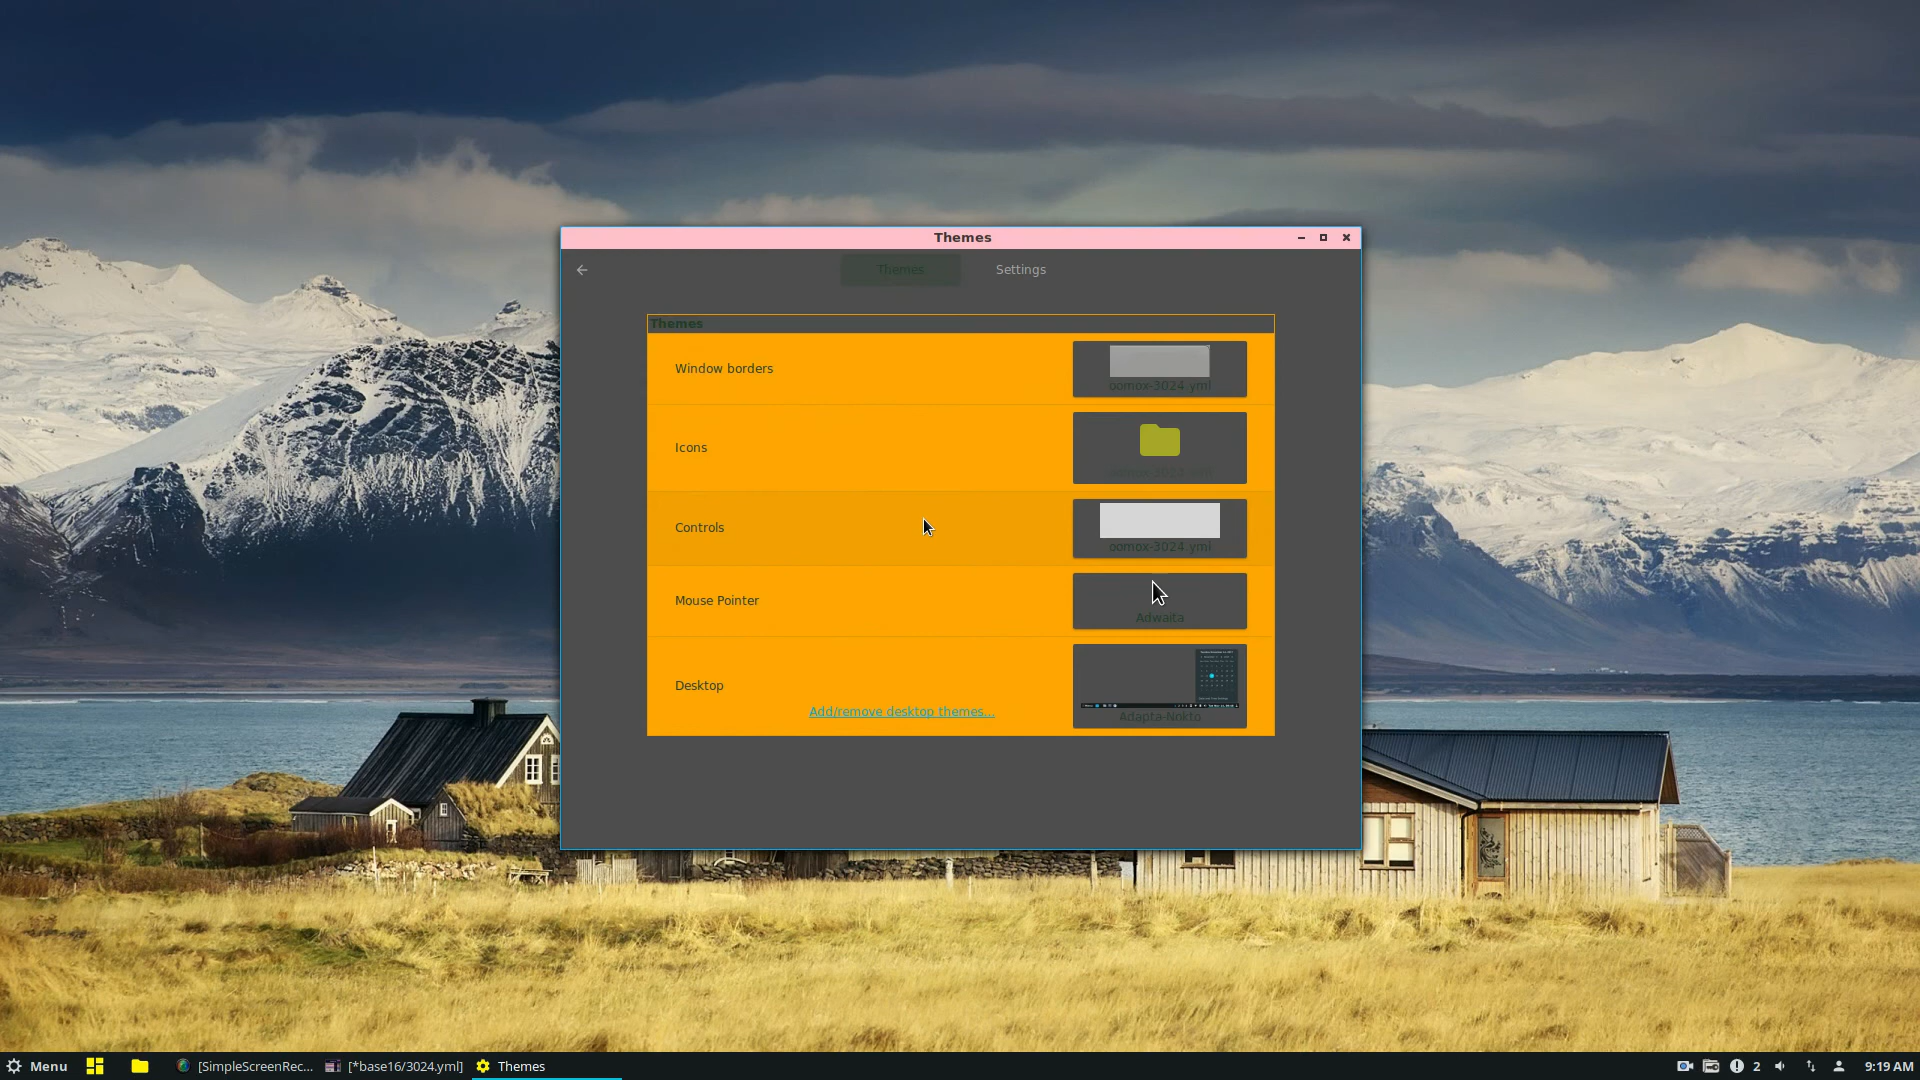 Themes
Themes
Settings
Themes
Window borders
oomox-3024.yml
Icons
Controls
oomox-3024.yml
Mouse Pointer
Adwaita
Desktop
Add/remove desktop themes...
Adapta-Nokto
Menu
[SimpleScreenRec...
[*base16/3024.yml]
Themes
2
9:19 AM